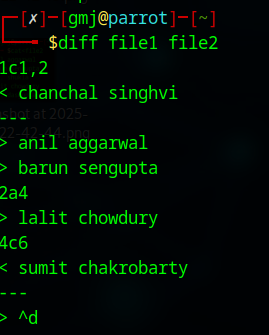 ┌─[✗]─[gmj@parrot]─[~]
└──╼ $diff file1 file2
1c1,2
< chanchal singhvi
---
> anil aggarwal
> barun sengupta
2a4
> lalit chowdury
4c6
< sumit chakrobarty
---
> ^d